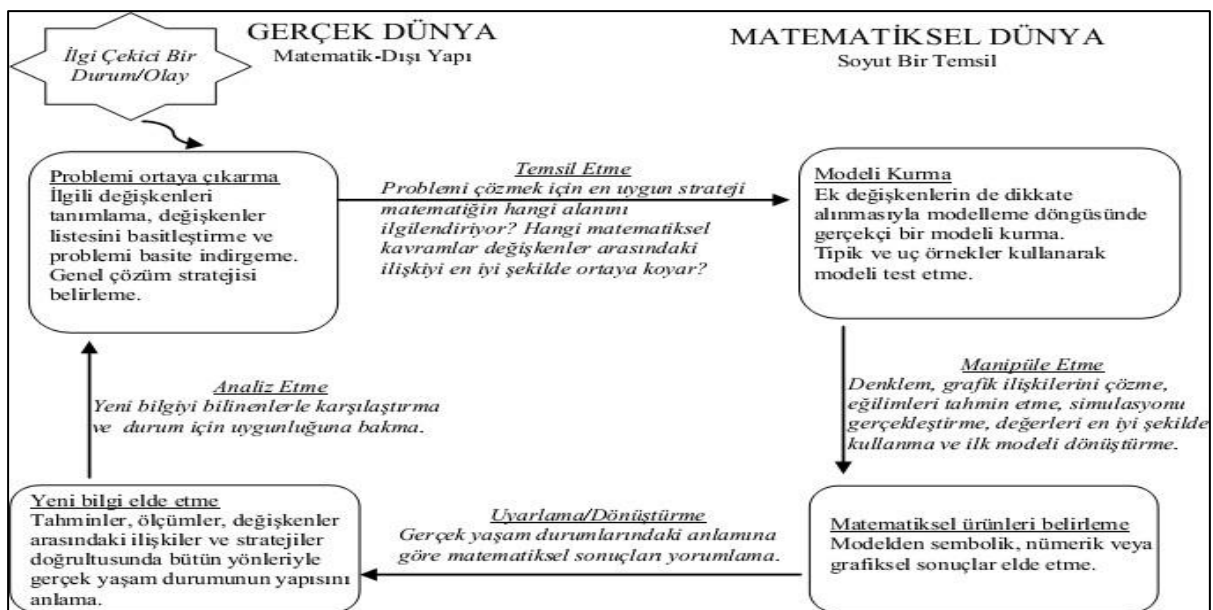 İlgi Çekici Bir
Durum/Olay
GERÇEK DÜNYA
Matematik-Dışı Yapı
MATEMATİKSEL DÜNYA
Soyut Bir Temsil
Problemi ortaya çıkarma
İlgili değişkenleri
tanımlama, değişkenler
listesini basitleştirme ve
problemi basite indirgeme.
Genel çözüm stratejisi
belirleme.
Temsil Etme
Problemi çözmek için en uygun strateji
matematiğin hangi alanını
ilgilendiriyor? Hangi matematiksel
kavramlar değişkenler arasındaki
ilişkiyi en iyi şekilde ortaya koyar?
Modeli Kurma
Ek değişkenlerin de dikkate
alınmasıyla modelleme döngüsünde
gerçekçi bir modeli kurma.
Tipik ve uç örnekler kullanarak
modeli test etme.
Manipüle Etme
Denklem, grafik ilişkilerini çözme,
eğilimleri tahmin etme, simulasyonu
gerçekleştirme, değerleri en iyi şekilde
kullanma ve ilk modeli dönüştürme.
Analiz Etme
Yeni bilgiyi bilinenlerle karşılaştırma
ve durum için uygunluğuna bakma.
Yeni bilgi elde etme
Tahminler, ölçümler, değişkenler
arasındaki ilişkiler ve stratejiler
doğrultusunda bütün yönleriyle
gerçek yaşam durumunun yapısını
anlama.
Uyarlama/Dönüştürme
Gerçek yaşam durumlarındaki anlamına
göre matematiksel sonuçları yorumlama.
Matematiksel ürünleri belirleme
Modelden sembolik, nümerik veya
grafiksel sonuçlar elde etme.